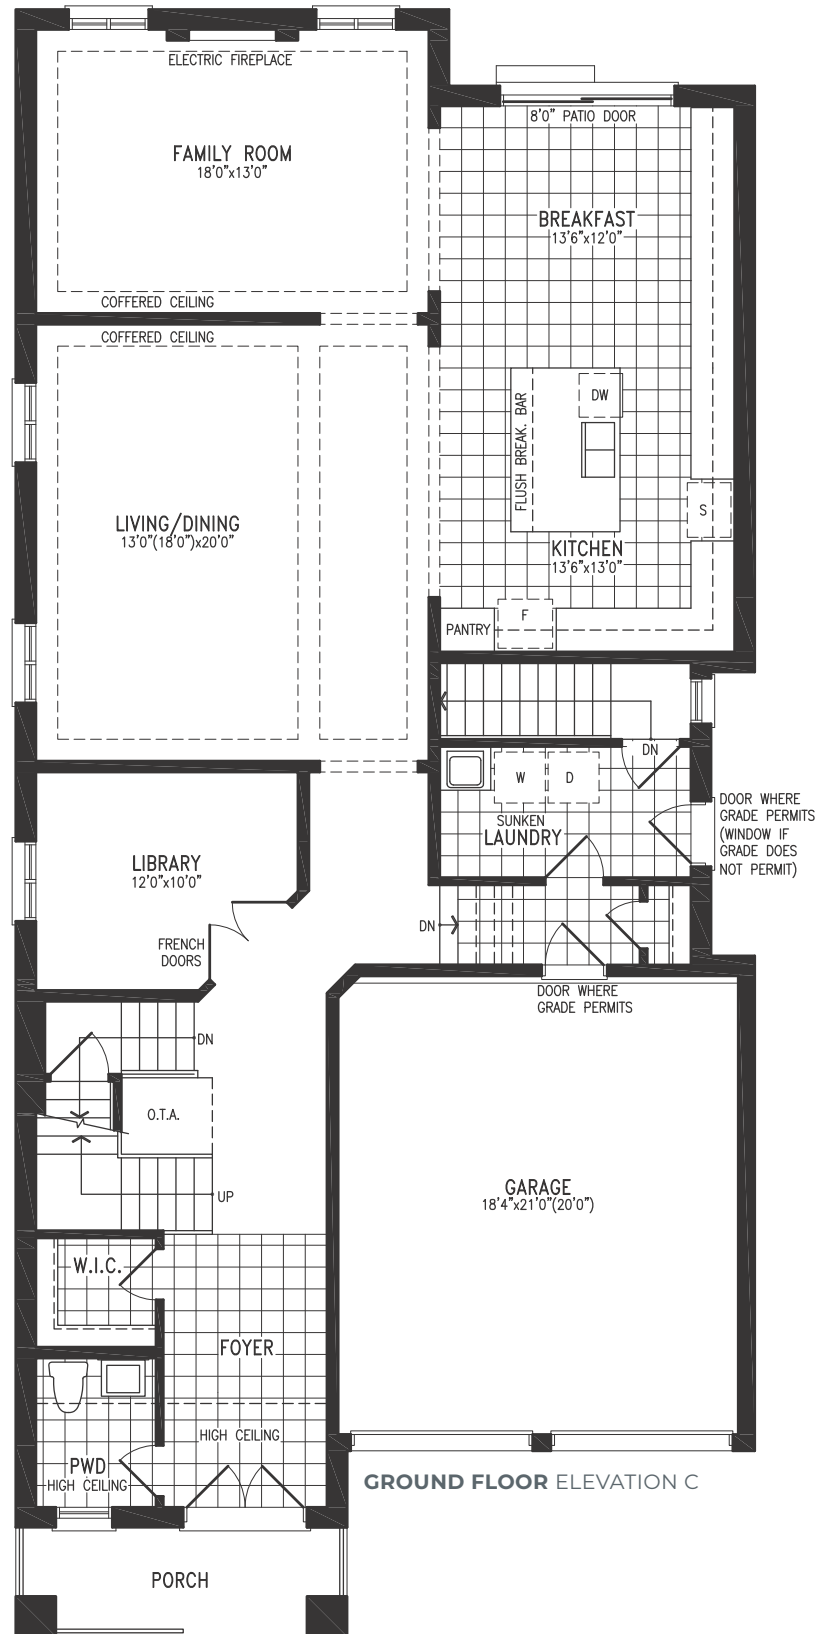 ELECTRIC FIREPLACE
FAMILY ROOM
18'0"x13'0"
COFFERED CEILING
8'0" PATIO DOOR
BREAKFAST
13'6"x12'0"
COFFERED CEILING
LIVING/DINING
13'0"(18'0")x20'0"
FLUSH BREAK. BAR
DW
S
KITCHEN
13'6"x13'0"
F
PANTRY
DN
W
D
SUNKEN
LAUNDRY
DOOR WHERE
GRADE PERMITS
(WINDOW IF
GRADE DOES
NOT PERMIT)
LIBRARY
12'0"x10'0"
FRENCH
DOORS
DN
DOOR WHERE
GRADE PERMITS
DN
O.T.A.
UP
GARAGE
18'4"x21'0"(20'0")
W.I.C.
FOYER
HIGH CEILING
PWD
HIGH CEILING
GROUND FLOOR ELEVATION C
PORCH